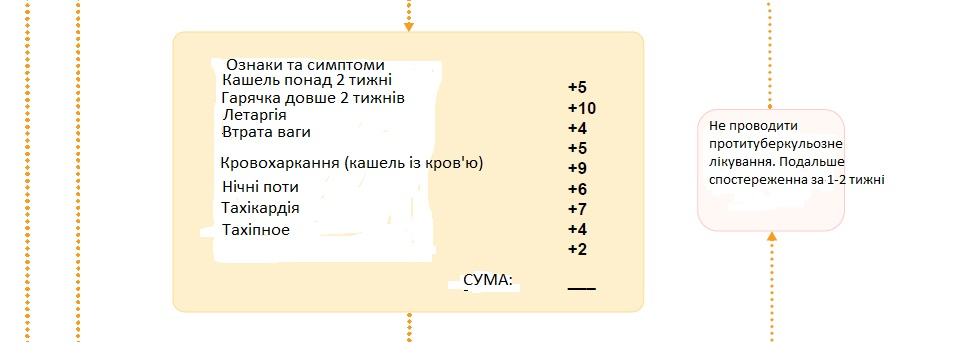 Ознаки та симптоми
Кашель понад 2 тижні
Гарячка довше 2 тижнів
Летаргія
Втрата ваги
Кровохаркання (кашель із кров'ю)
Нічні поти
Тахікардія
Тахіпное
+5
+10
+4
+5
+9
+6
+7
+4
+2
СУМА: ___
Не проводити
протитуберкульозне
лікування. Подальше
спостереженна за 1-2 тижні